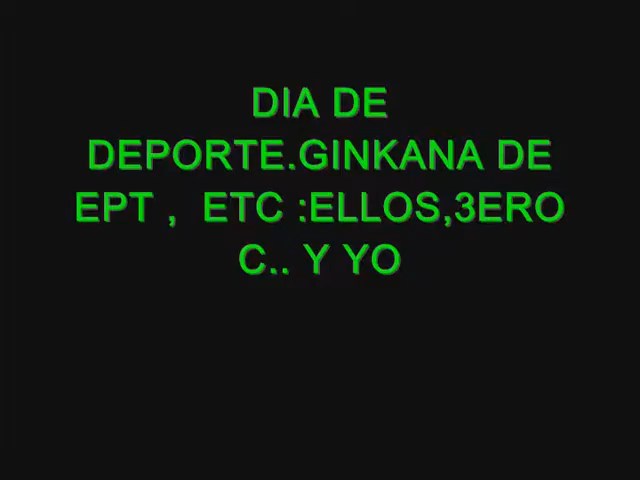 DIA DE
DEPORTE.GINKANA DE
EPT ,  ETC :ELLOS,3ERO
C.. Y YO